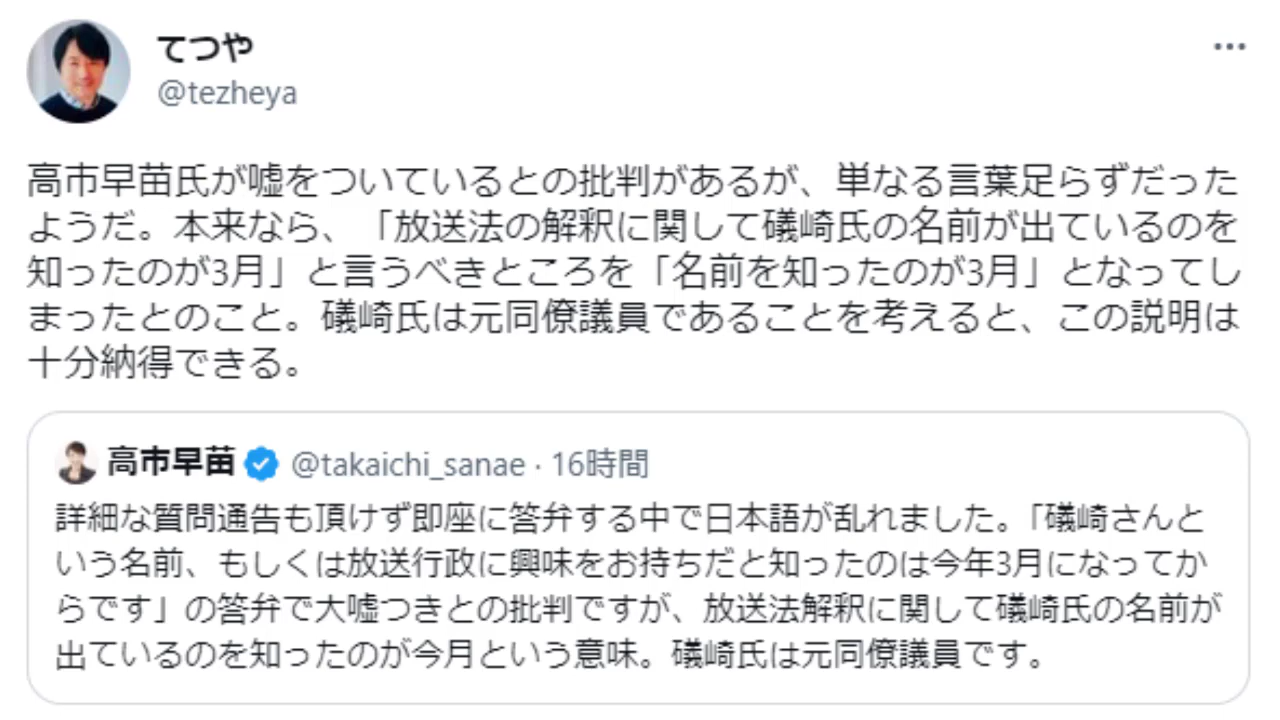 てつや
@tezheya
高市早苗氏が嘘をついているとの批判があるが、単なる言葉足らずだった
ようだ。本来なら、「放送法の解釈に関して礒崎氏の名前が出ているのを
知ったのが3月」と言うべきところを「名前を知ったのが3月」となってし
まったとのこと。礒崎氏は元同僚議員であることを考えると、この説明は
十分納得できる。
高市早苗 @takaichi_sanae · 16時間
詳細な質問通告も頂けず即座に答弁する中で日本語が乱れました。「礒崎さんと
いう名前、もしくは放送行政に興味をお持ちだと知ったのは今年3月になってか
らです」の答弁で大嘘つきとの批判ですが、放送法解釈に関して礒崎氏の名前が
出ているのを知ったのが今月という意味。礒崎氏は元同僚議員です。